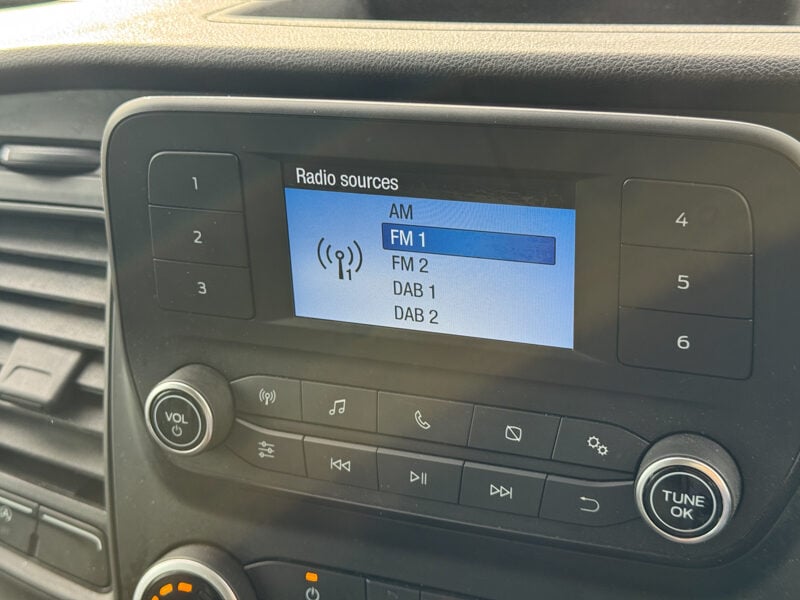 Radio sources
AM
FM 1
FM 2
DAB 1
DAB 2
1
2
3
4
5
6
VOL
TUNE
OK
1